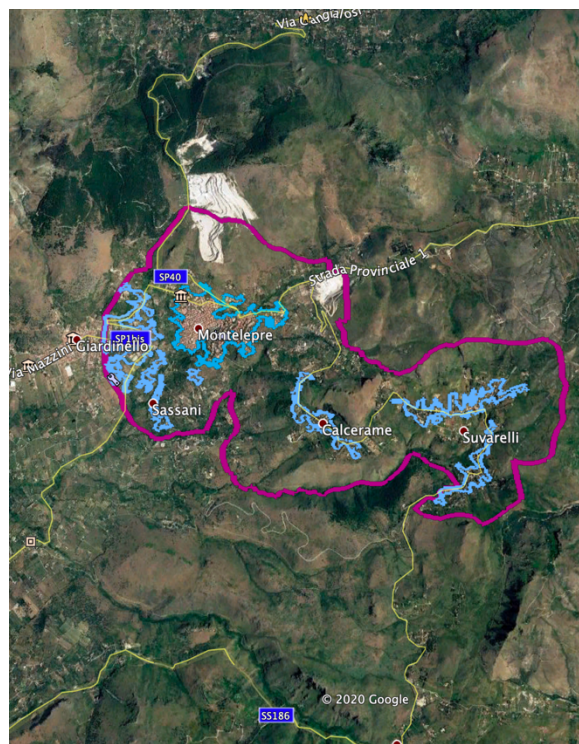 Via Cangialosi
Strada Provinciale 1
SP40
Montelepre
SP1bis
Via Mazzini
Giardinello
Sassani
Calcerame
Suvarelli
© 2020 Google
SS186